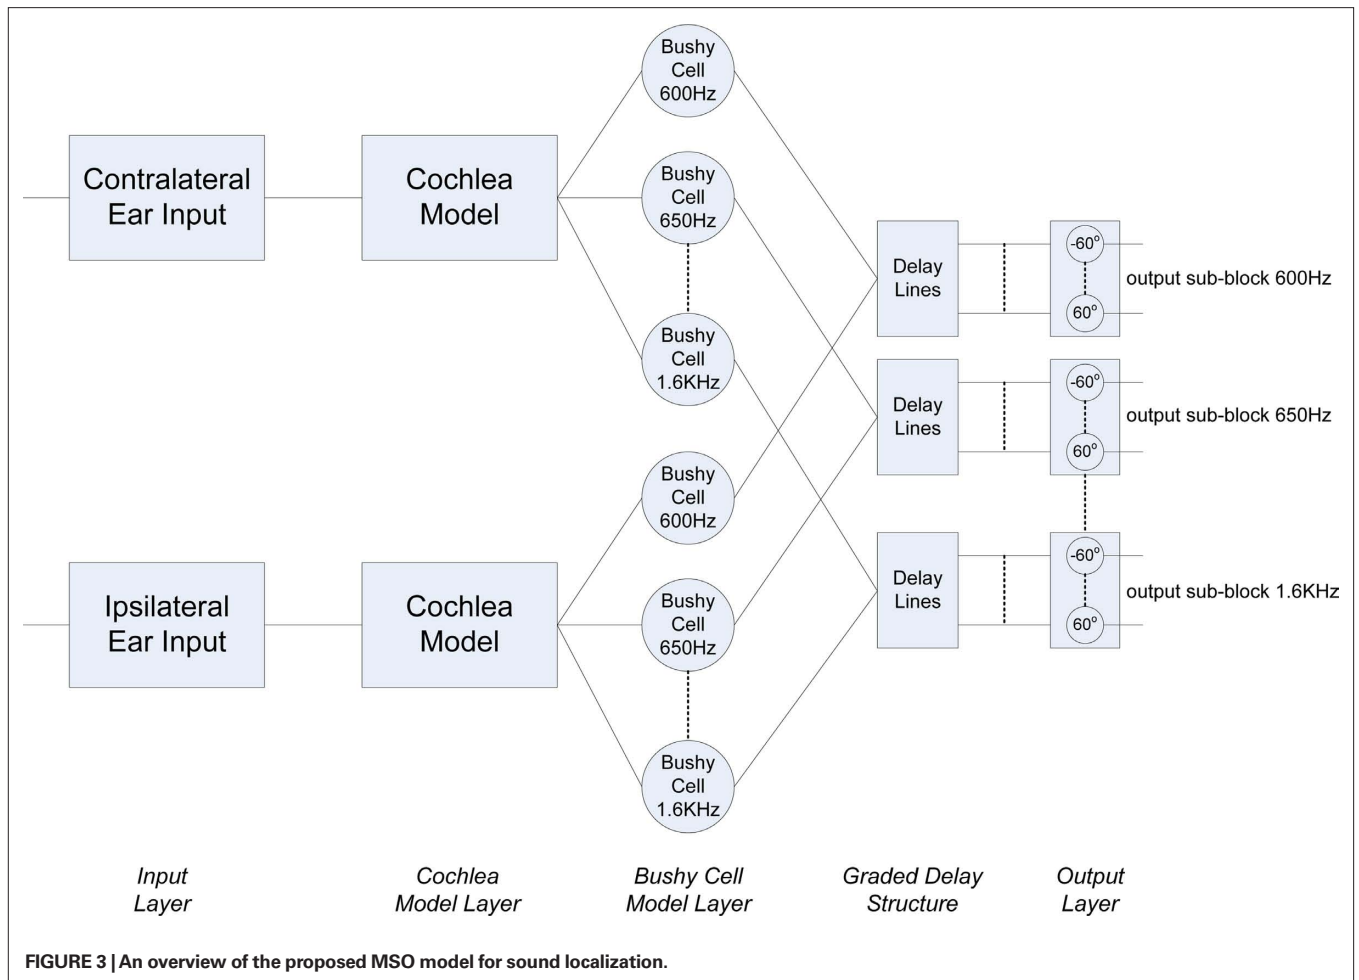 Bushy
Cell
600Hz
Contralateral
Ear Input
Cochlea
Model
Bushy
Cell
650Hz
Bushy
Cell
1.6KHz
Delay
Lines
-60°
60°
output sub-block 600Hz
Delay
Lines
-60°
60°
output sub-block 650Hz
Bushy
Cell
600Hz
Delay
Lines
-60°
60°
output sub-block 1.6KHz
Ipsilateral
Ear Input
Cochlea
Model
Bushy
Cell
650Hz
Bushy
Cell
1.6KHz
Input
Layer
Cochlea
Model Layer
Bushy Cell
Model Layer
Graded Delay
Structure
Output
Layer
FIGURE 3 | An overview of the proposed MSO model for sound localization.